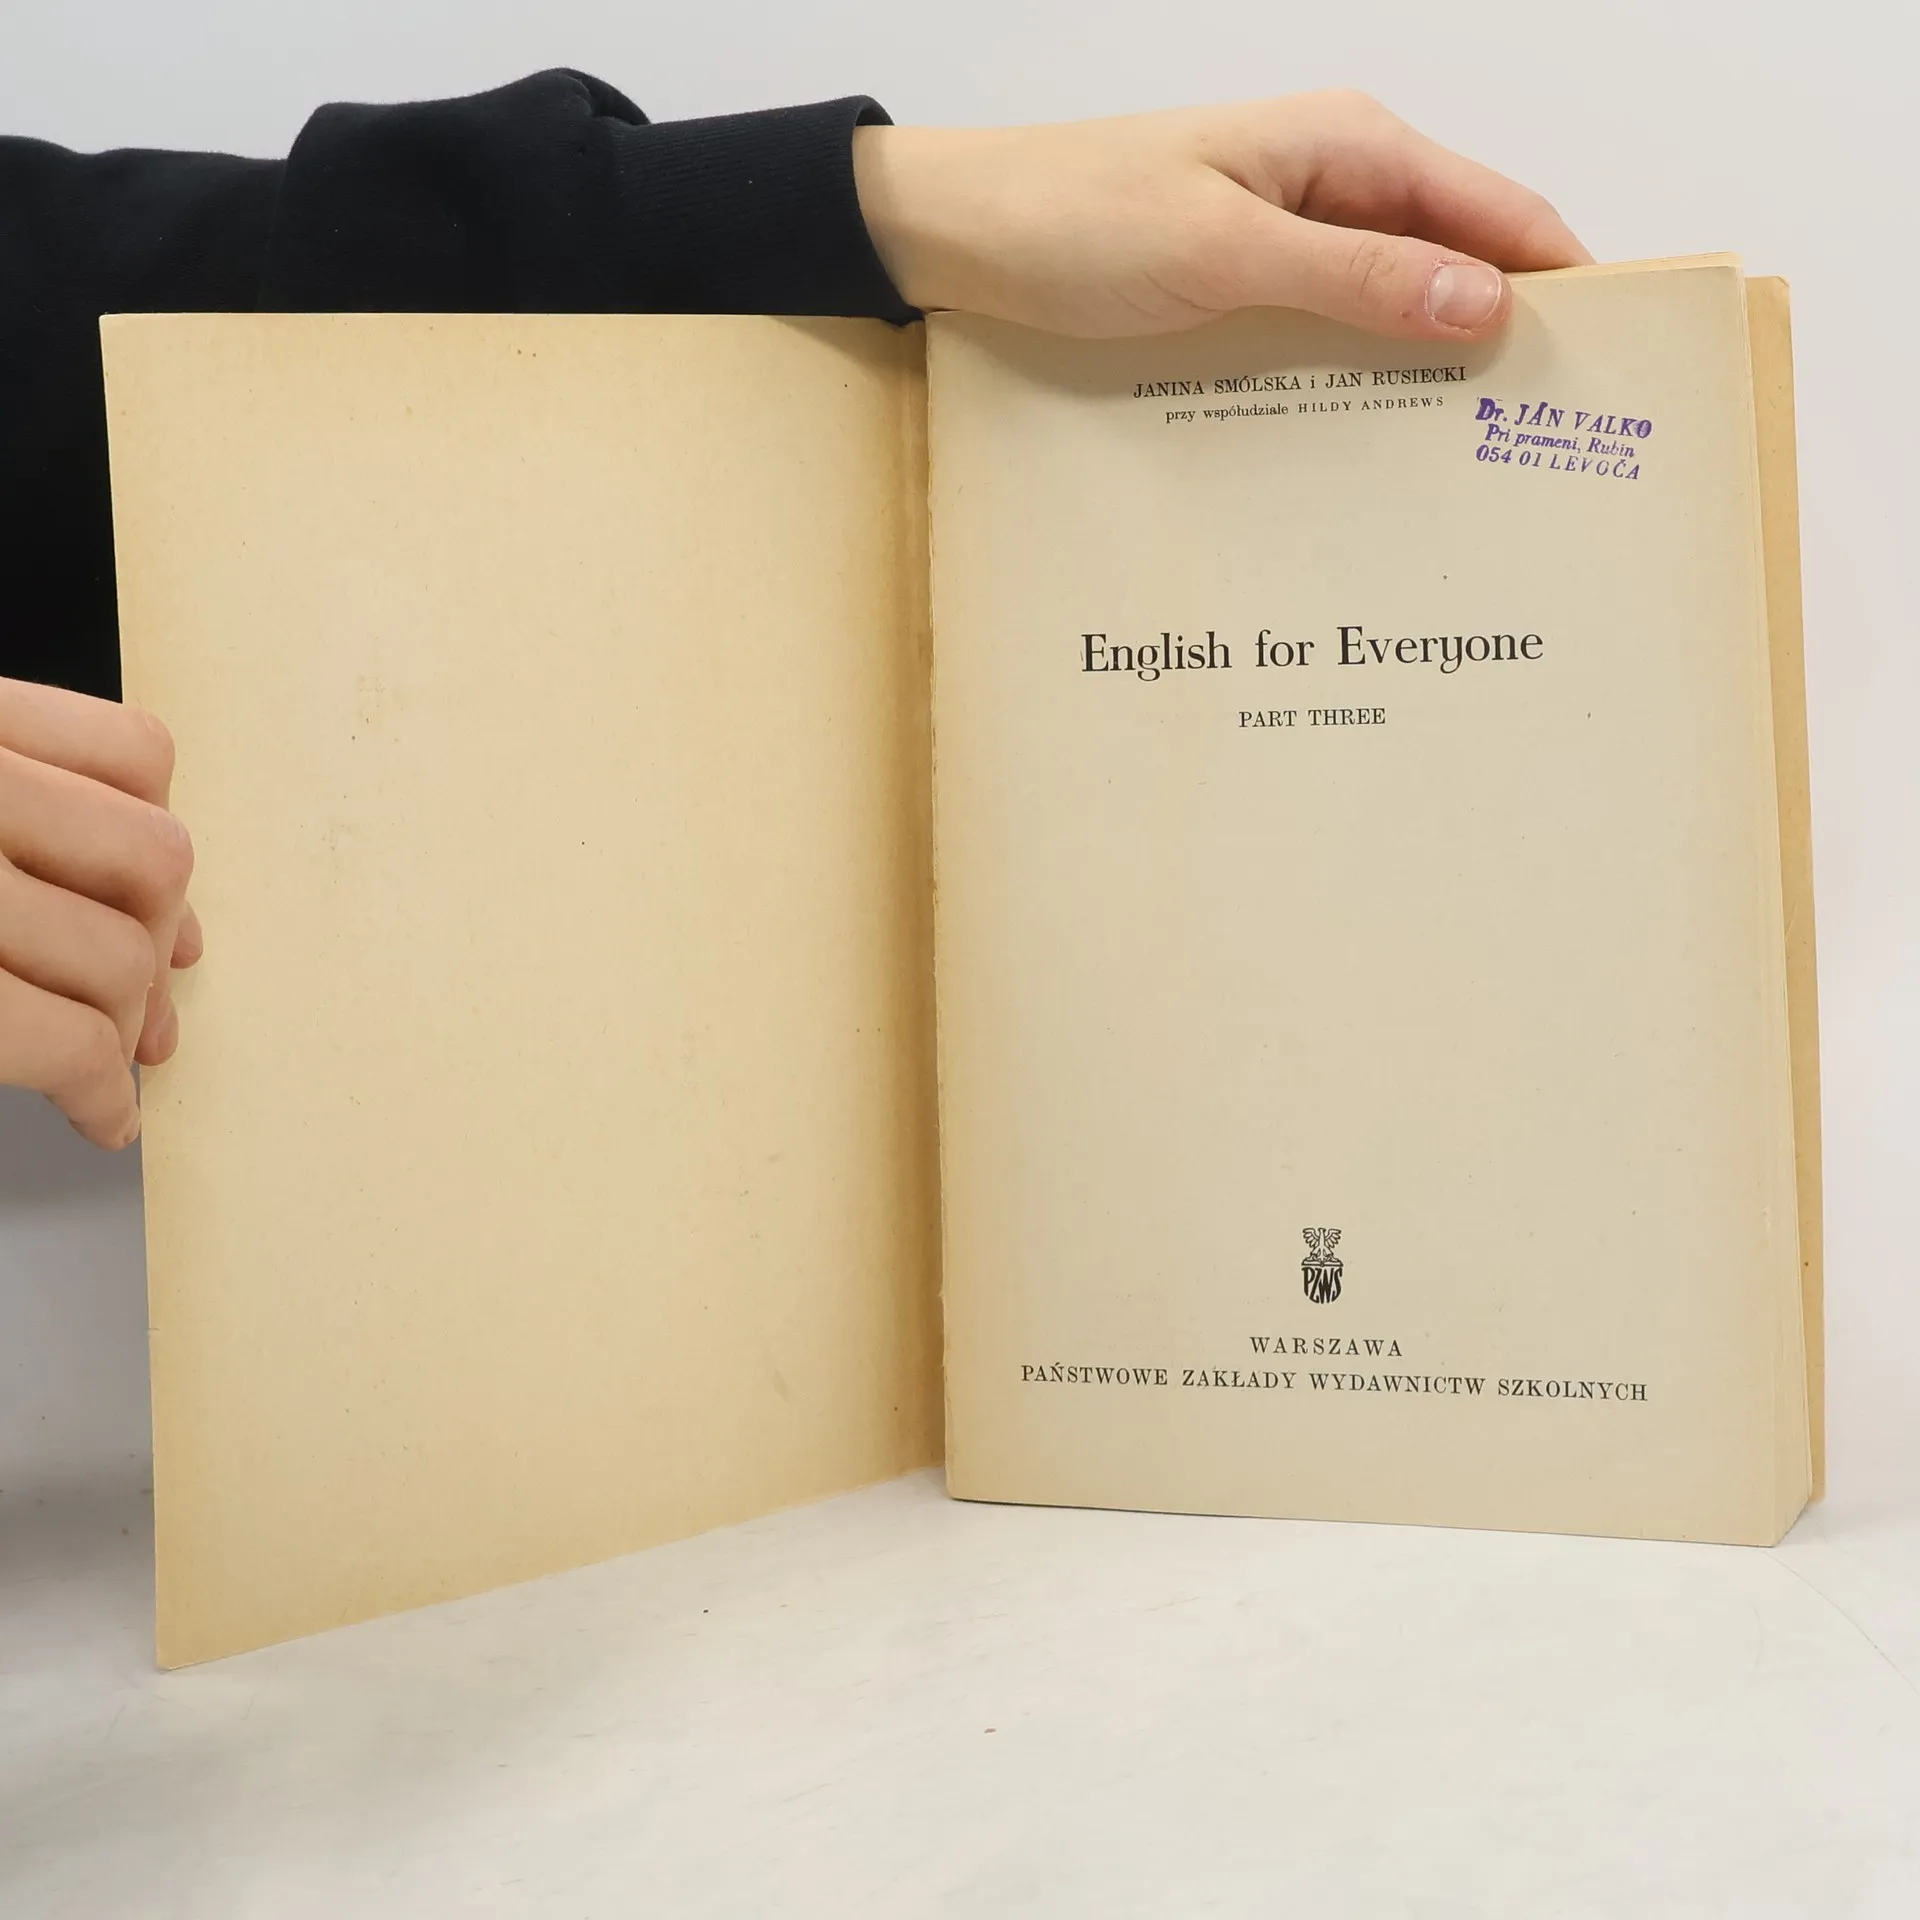 JANINA SMÓLSKA i JAN RUSIECKI
przy współudziale HILDY ANDREWS
Dr. JÁN VALKO
Pri prameni, Rubín
054 01 LEVOČA
English for Everyone
PART THREE
PZWS
WARSZAWA
PAŃSTWOWE ZAKŁADY WYDAWNICTW SZKOLNYCH